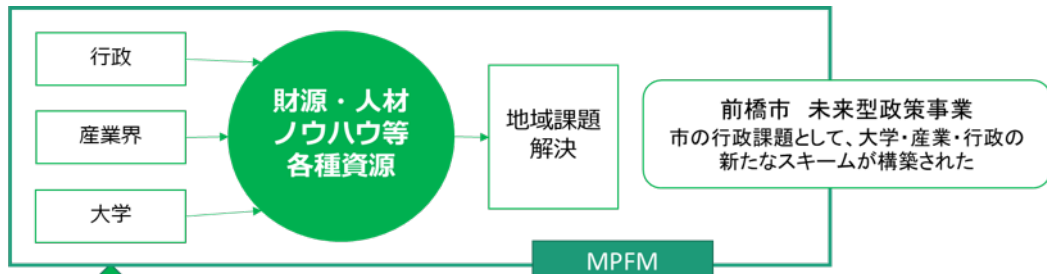 行政
産業界
大学
財源・人材
ノウハウ等
各種資源
地域課題
解決
前橋市　未来型政策事業
市の行政課題として、大学・産業・行政の
新たなスキームが構築された
MPFM